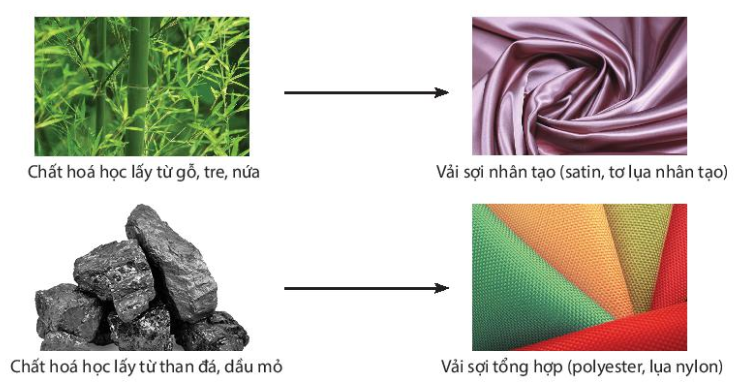 Chất hoá học lấy từ gỗ, tre, nứa
Vải sợi nhân tạo (satin, tơ lụa nhân tạo)
Chất hoá học lấy từ than đá, dầu mỏ
Vải sợi tổng hợp (polyester, lụa nylon)